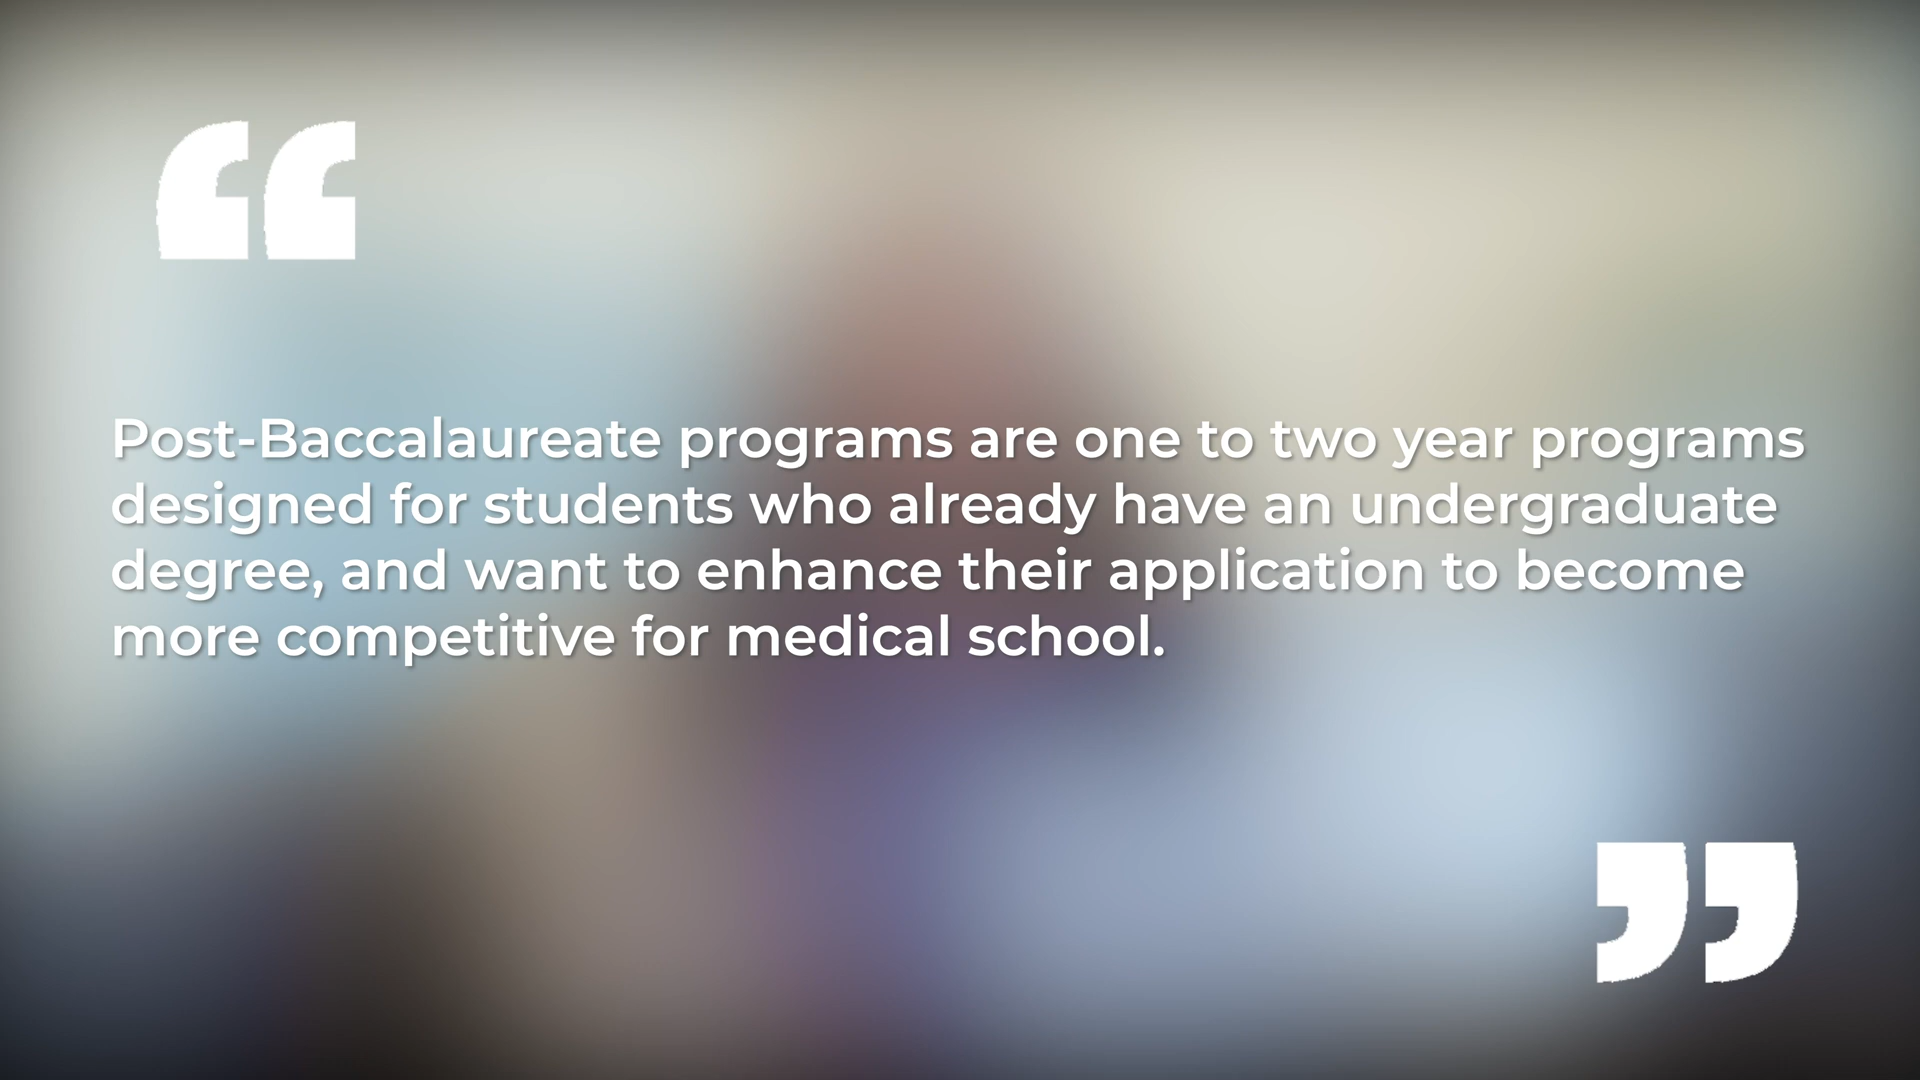 “
Post-Baccalaureate programs are one to two year programs
designed for students who already have an undergraduate
degree, and want to enhance their application to become
more competitive for medical school.
”